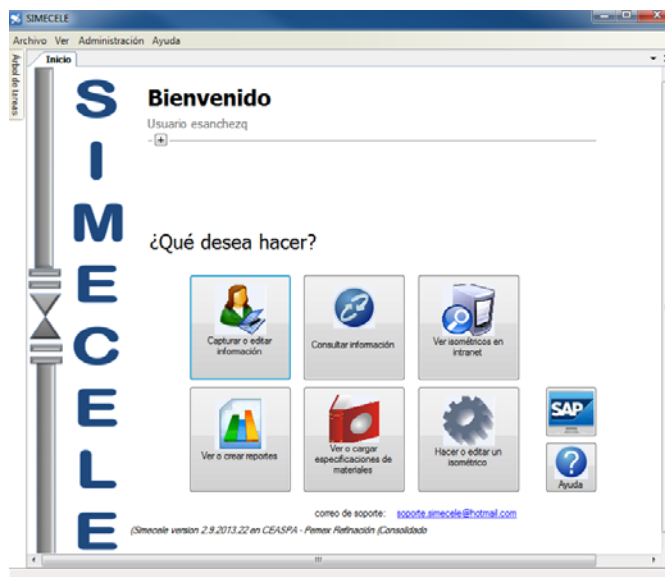 SIMECELE
Archivo Ver Administración Ayuda
Arbol de tareas
Inicio
SIMECELE
Bienvenido
Usuario esanchezq
¿Qué desea hacer?
Capturar o editar
información
Consultar información
Ver isométricos en
intranet
Ver o crear reportes
Ver o cargar
especificaciones de
materiales
Hacer o editar un
isométrico
SAP
Ayuda
correo de soporte: soporte.simecele@hotmail.com
(Simecele version 2.9.2013.22 en CEASPA - Pemex Refinación (Consolidado